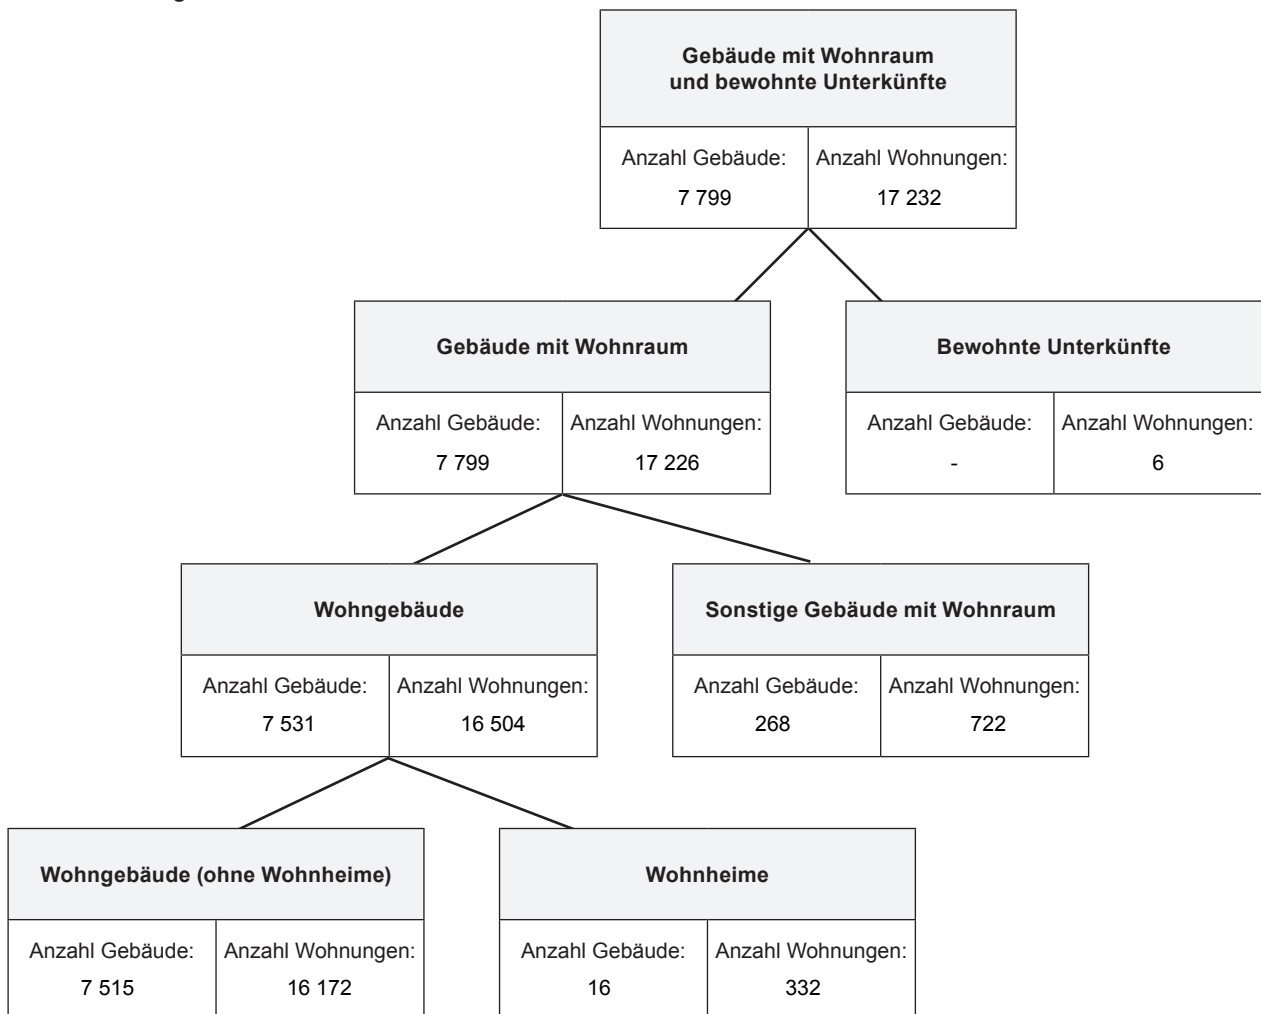 Gebäude mit Wohnraum
und bewohnte Unterkünfte
Anzahl Gebäude: Anzahl Wohnungen:
7 799 17 232
Gebäude mit Wohnraum
Anzahl Gebäude: Anzahl Wohnungen:
7 799 17 226
Bewohnte Unterkünfte
Anzahl Gebäude: Anzahl Wohnungen:
- 6
Wohngebäude
Anzahl Gebäude: Anzahl Wohnungen:
7 531 16 504
Sonstige Gebäude mit Wohnraum
Anzahl Gebäude: Anzahl Wohnungen:
268 722
Wohngebäude (ohne Wohnheime)
Anzahl Gebäude: Anzahl Wohnungen:
7 515 16 172
Wohnheime
Anzahl Gebäude: Anzahl Wohnungen:
16 332